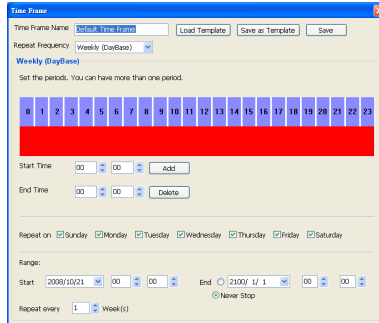 Time Frame
Time Frame Name Default Time Frame Load Template Save as Template Save
Repeat Frequency Weekly (DayBase)
Weekly (DayBase)
Set the periods. You can have more than one period.
0 1 2 3 4 5 6 7 8 9 10 11 12 13 14 15 16 17 18 19 20 21 22 23
Start Time 00 00 Add
End Time 00 00 Delete
Repeat on Sunday Monday Tuesday Wednesday Thursday Friday Saturday
Range:
Start 2008/10/21 00 00 End 2100/ 1/ 1 00 00
Never Stop
Repeat every 1 Week(s)